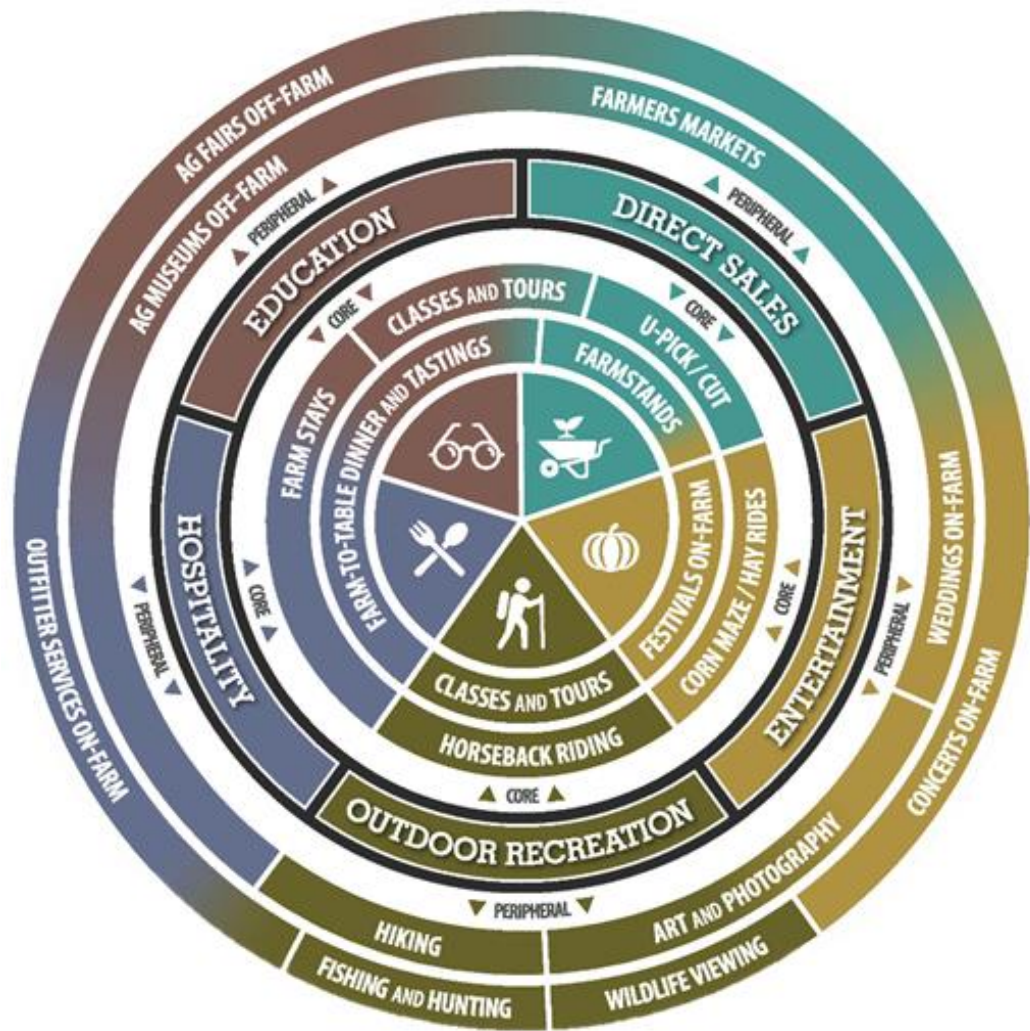 AG FAIRS OFF-FARM
FARMERS MARKETS
AG MUSEUMS OFF-FARM
PERIPHERAL
PERIPHERAL
EDUCATION
DIRECT SALES
CORE
CORE
CLASSES AND TOURS
U-PICK / CUT
FARM STAYS
FARM-TO-TABLE DINNER AND TASTINGS
FARMSTANDS
HOSPITALITY
CORE
PERIPHERAL
OUTFITTER SERVICES ON-FARM
FESTIVALS ON-FARM
CORN MAZE / HAY RIDES
CORE
ENTERTAINMENT
PERIPHERAL
WEDDINGS ON-FARM
CONCERTS ON-FARM
CLASSES AND TOURS
HORSEBACK RIDING
CORE
OUTDOOR RECREATION
PERIPHERAL
HIKING
ART AND PHOTOGRAPHY
FISHING AND HUNTING
WILDLIFE VIEWING